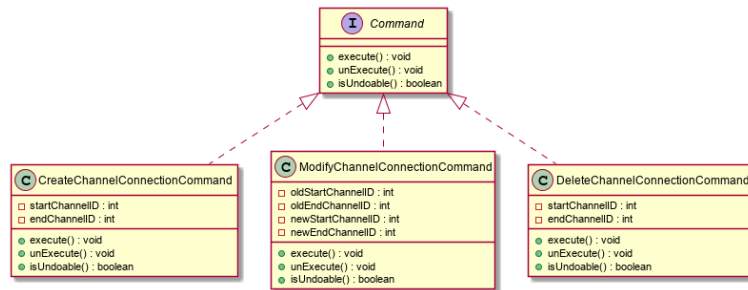 I Command
execute() : void
unExecute() : void
isUndoable() : boolean
C CreateChannelConnectionCommand
startChannelID : int
endChannelID : int
execute() : void
unExecute() : void
isUndoable() : boolean
C ModifyChannelConnectionCommand
oldStartChannelID : int
oldEndChannelID : int
newStartChannelID : int
newEndChannelID : int
execute() : void
unExecute() : void
isUndoable() : boolean
C DeleteChannelConnectionCommand
startChannelID : int
endChannelID : int
execute() : void
unExecute() : void
isUndoable() : boolean